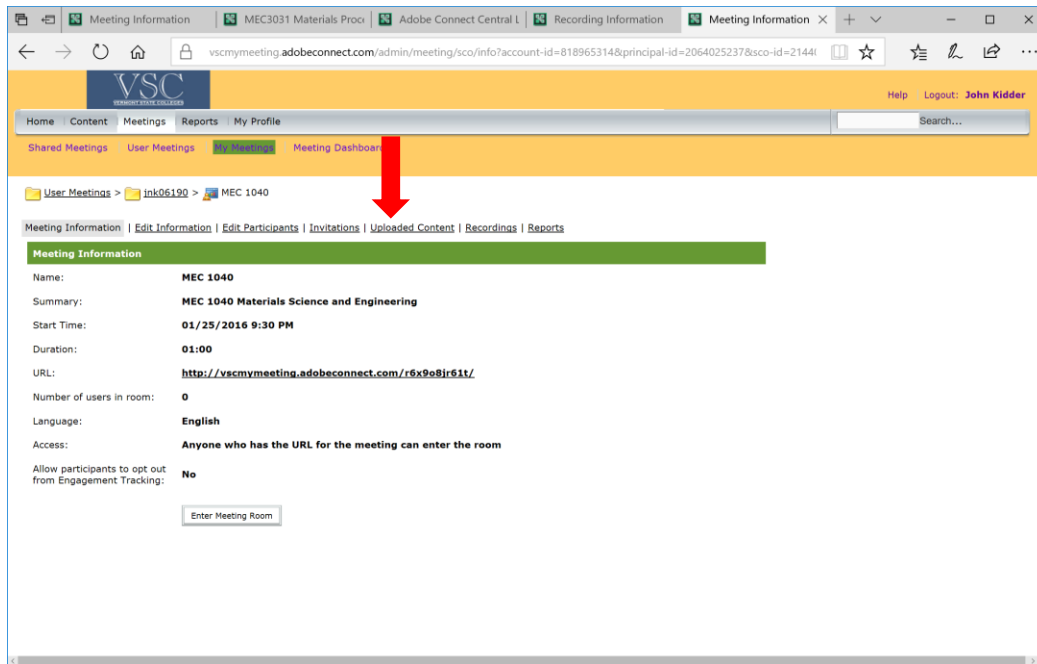 Meeting Information MEC3031 Materials Proce Adobe Connect Central L Recording Information Meeting Information
vscmymeeting.adobeconnect.com/admin/meeting/sco/info?account-id=818965314&principal-id=2064025237&sco-id=2144
VSC
VERMONT STATE COLLEGES
Help Logout: John Kidder
Home Content Meetings Reports My Profile Search...
Shared Meetings User Meetings My Meetings Meeting Dashboard
User Meetings > jnk06190 > MEC 1040
Meeting Information | Edit Information | Edit Participants | Invitations | Uploaded Content | Recordings | Reports
Meeting Information
Name: MEC 1040
Summary: MEC 1040 Materials Science and Engineering
Start Time: 01/25/2016 9:30 PM
Duration: 01:00
URL: http://vscmymeeting.adobeconnect.com/r6x9o8jr61t/
Number of users in room: 0
Language: English
Access: Anyone who has the URL for the meeting can enter the room
Allow participants to opt out
from Engagement Tracking: No
Enter Meeting Room